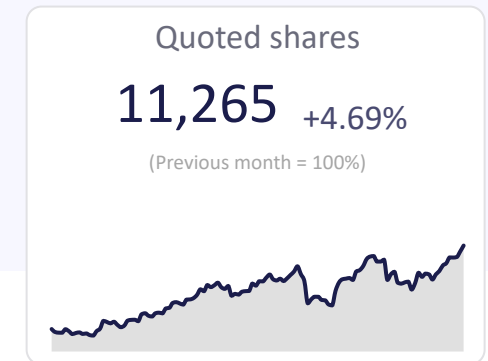 Quoted shares
11,265 +4.69%
(Previous month = 100%)